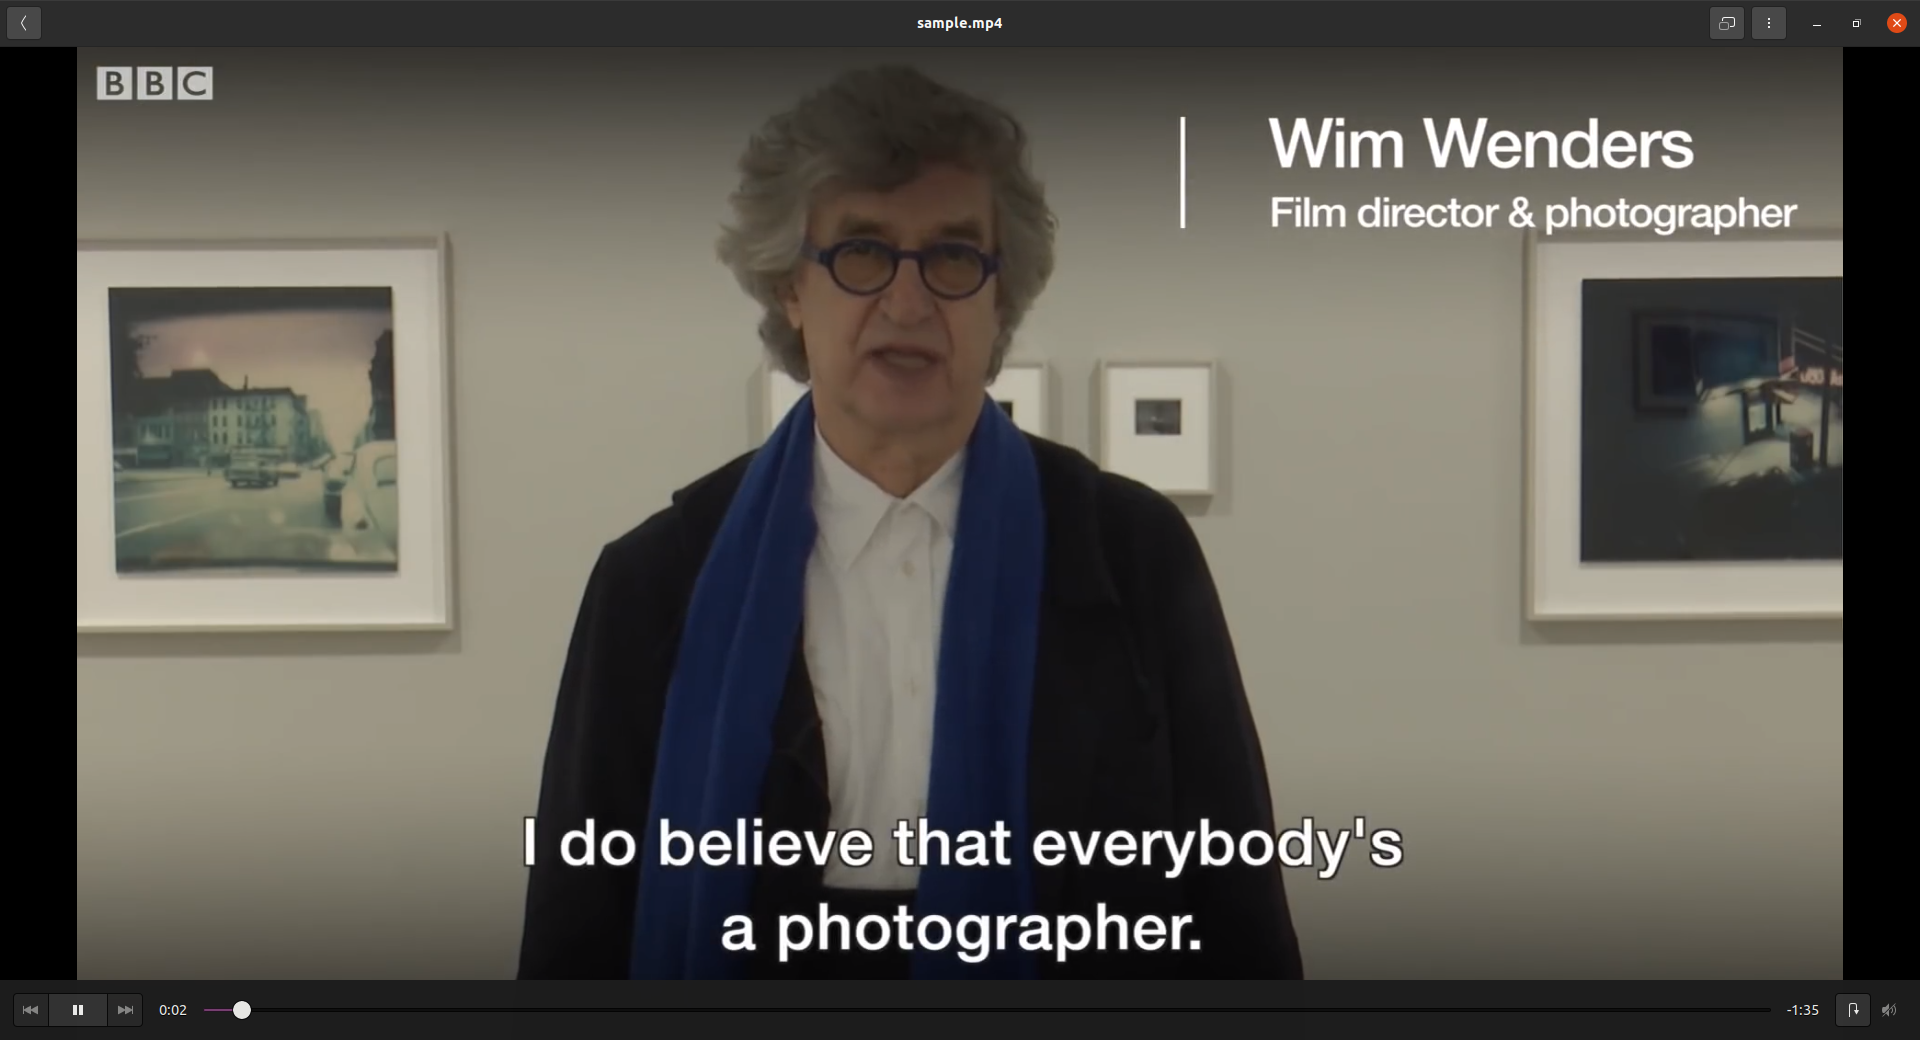 sample.mp4
BBC
Wim Wenders
Film director & photographer
I do believe that everybody's
a photographer.
0:02
-1:35